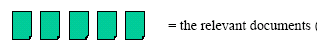 = the relevant documents (